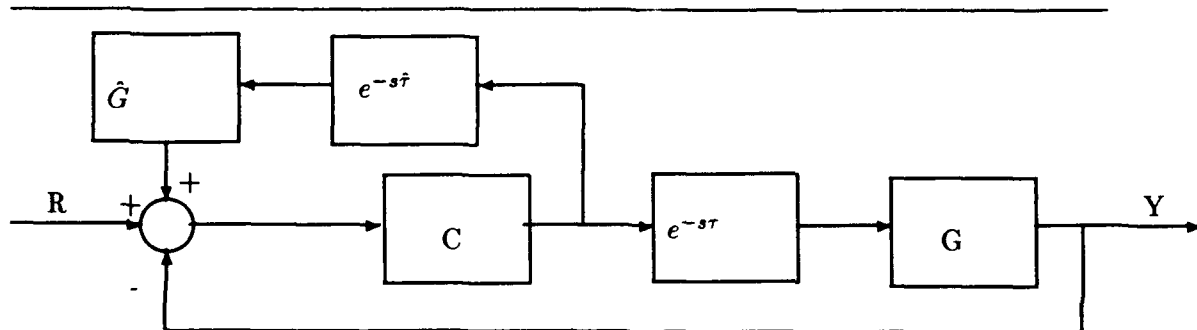 Ĝ
e^{-sτ̂}
+
R
+
C
e^{-sτ}
G
Y
-